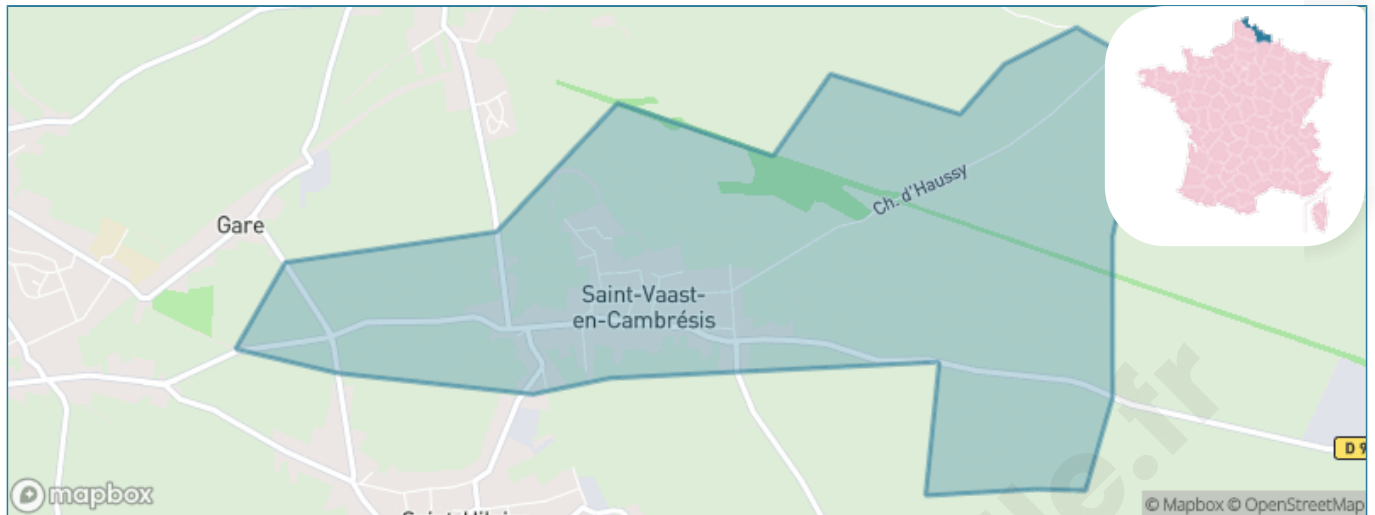 Ch. d'Haussy
Gare
Saint-Vaast-
en-Cambrésis
D 9
mapbox
© Mapbox © OpenStreetMap